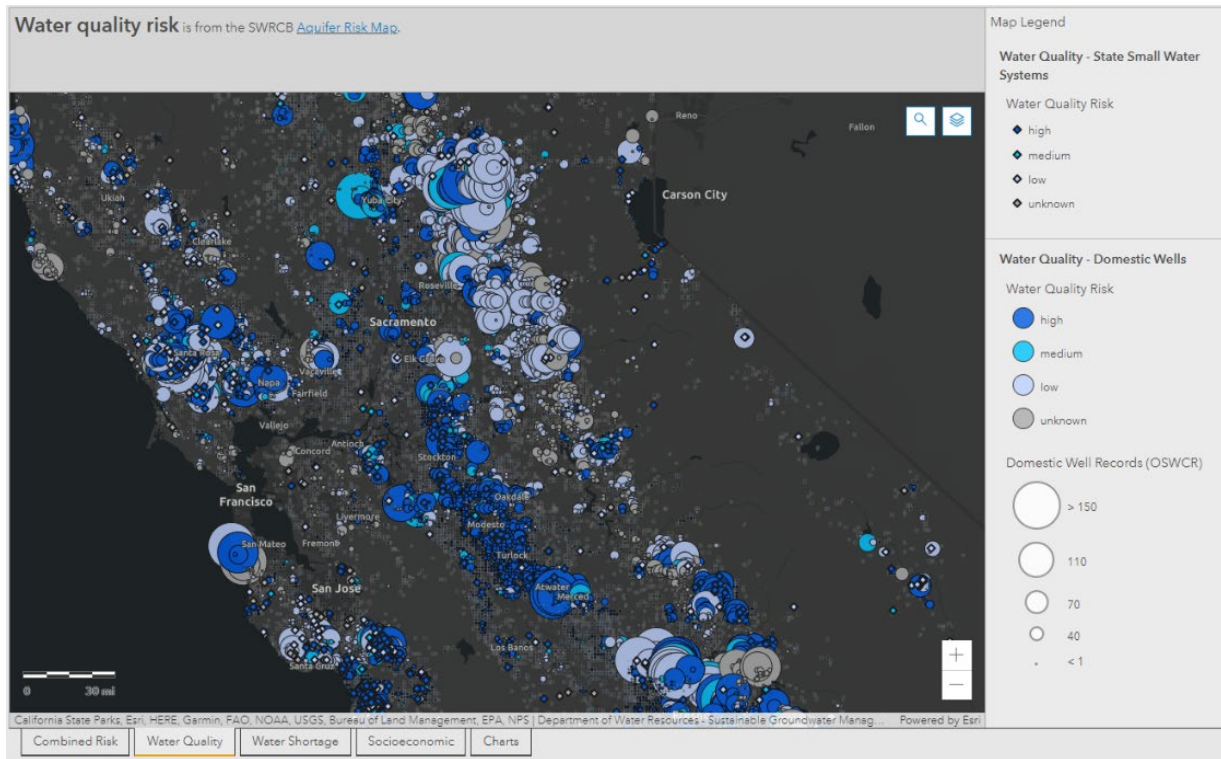 Water quality risk is from the SWRCB Aquifer Risk Map.
Map Legend
Water Quality - State Small Water
Systems
Water Quality Risk
high
medium
low
unknown
Water Quality - Domestic Wells
Water Quality Risk
high
medium
low
unknown
Domestic Well Records (OSWCR)
> 150
110
70
40
< 1
Reno
Fallon
Ukiah
Yuba City
Carson City
Clearlake
Roseville
Sacramento
Santa Rosa
Elk Grove
Vacaville
Napa
Fairfield
Vallejo
Antioch
Concord
Stockton
San
Francisco
Oakdale
Livermore
Modesto
San Mateo
Fremont
Turlock
San Jose
Atwater
Merced
Los Banos
Santa Cruz
0 30 mi
California State Parks, Esri, HERE, Garmin, FAO, NOAA, USGS, Bureau of Land Management, EPA, NPS | Department of Water Resources - Sustainable Groundwater Manag... Powered by Esri
Combined Risk Water Quality Water Shortage Socioeconomic Charts